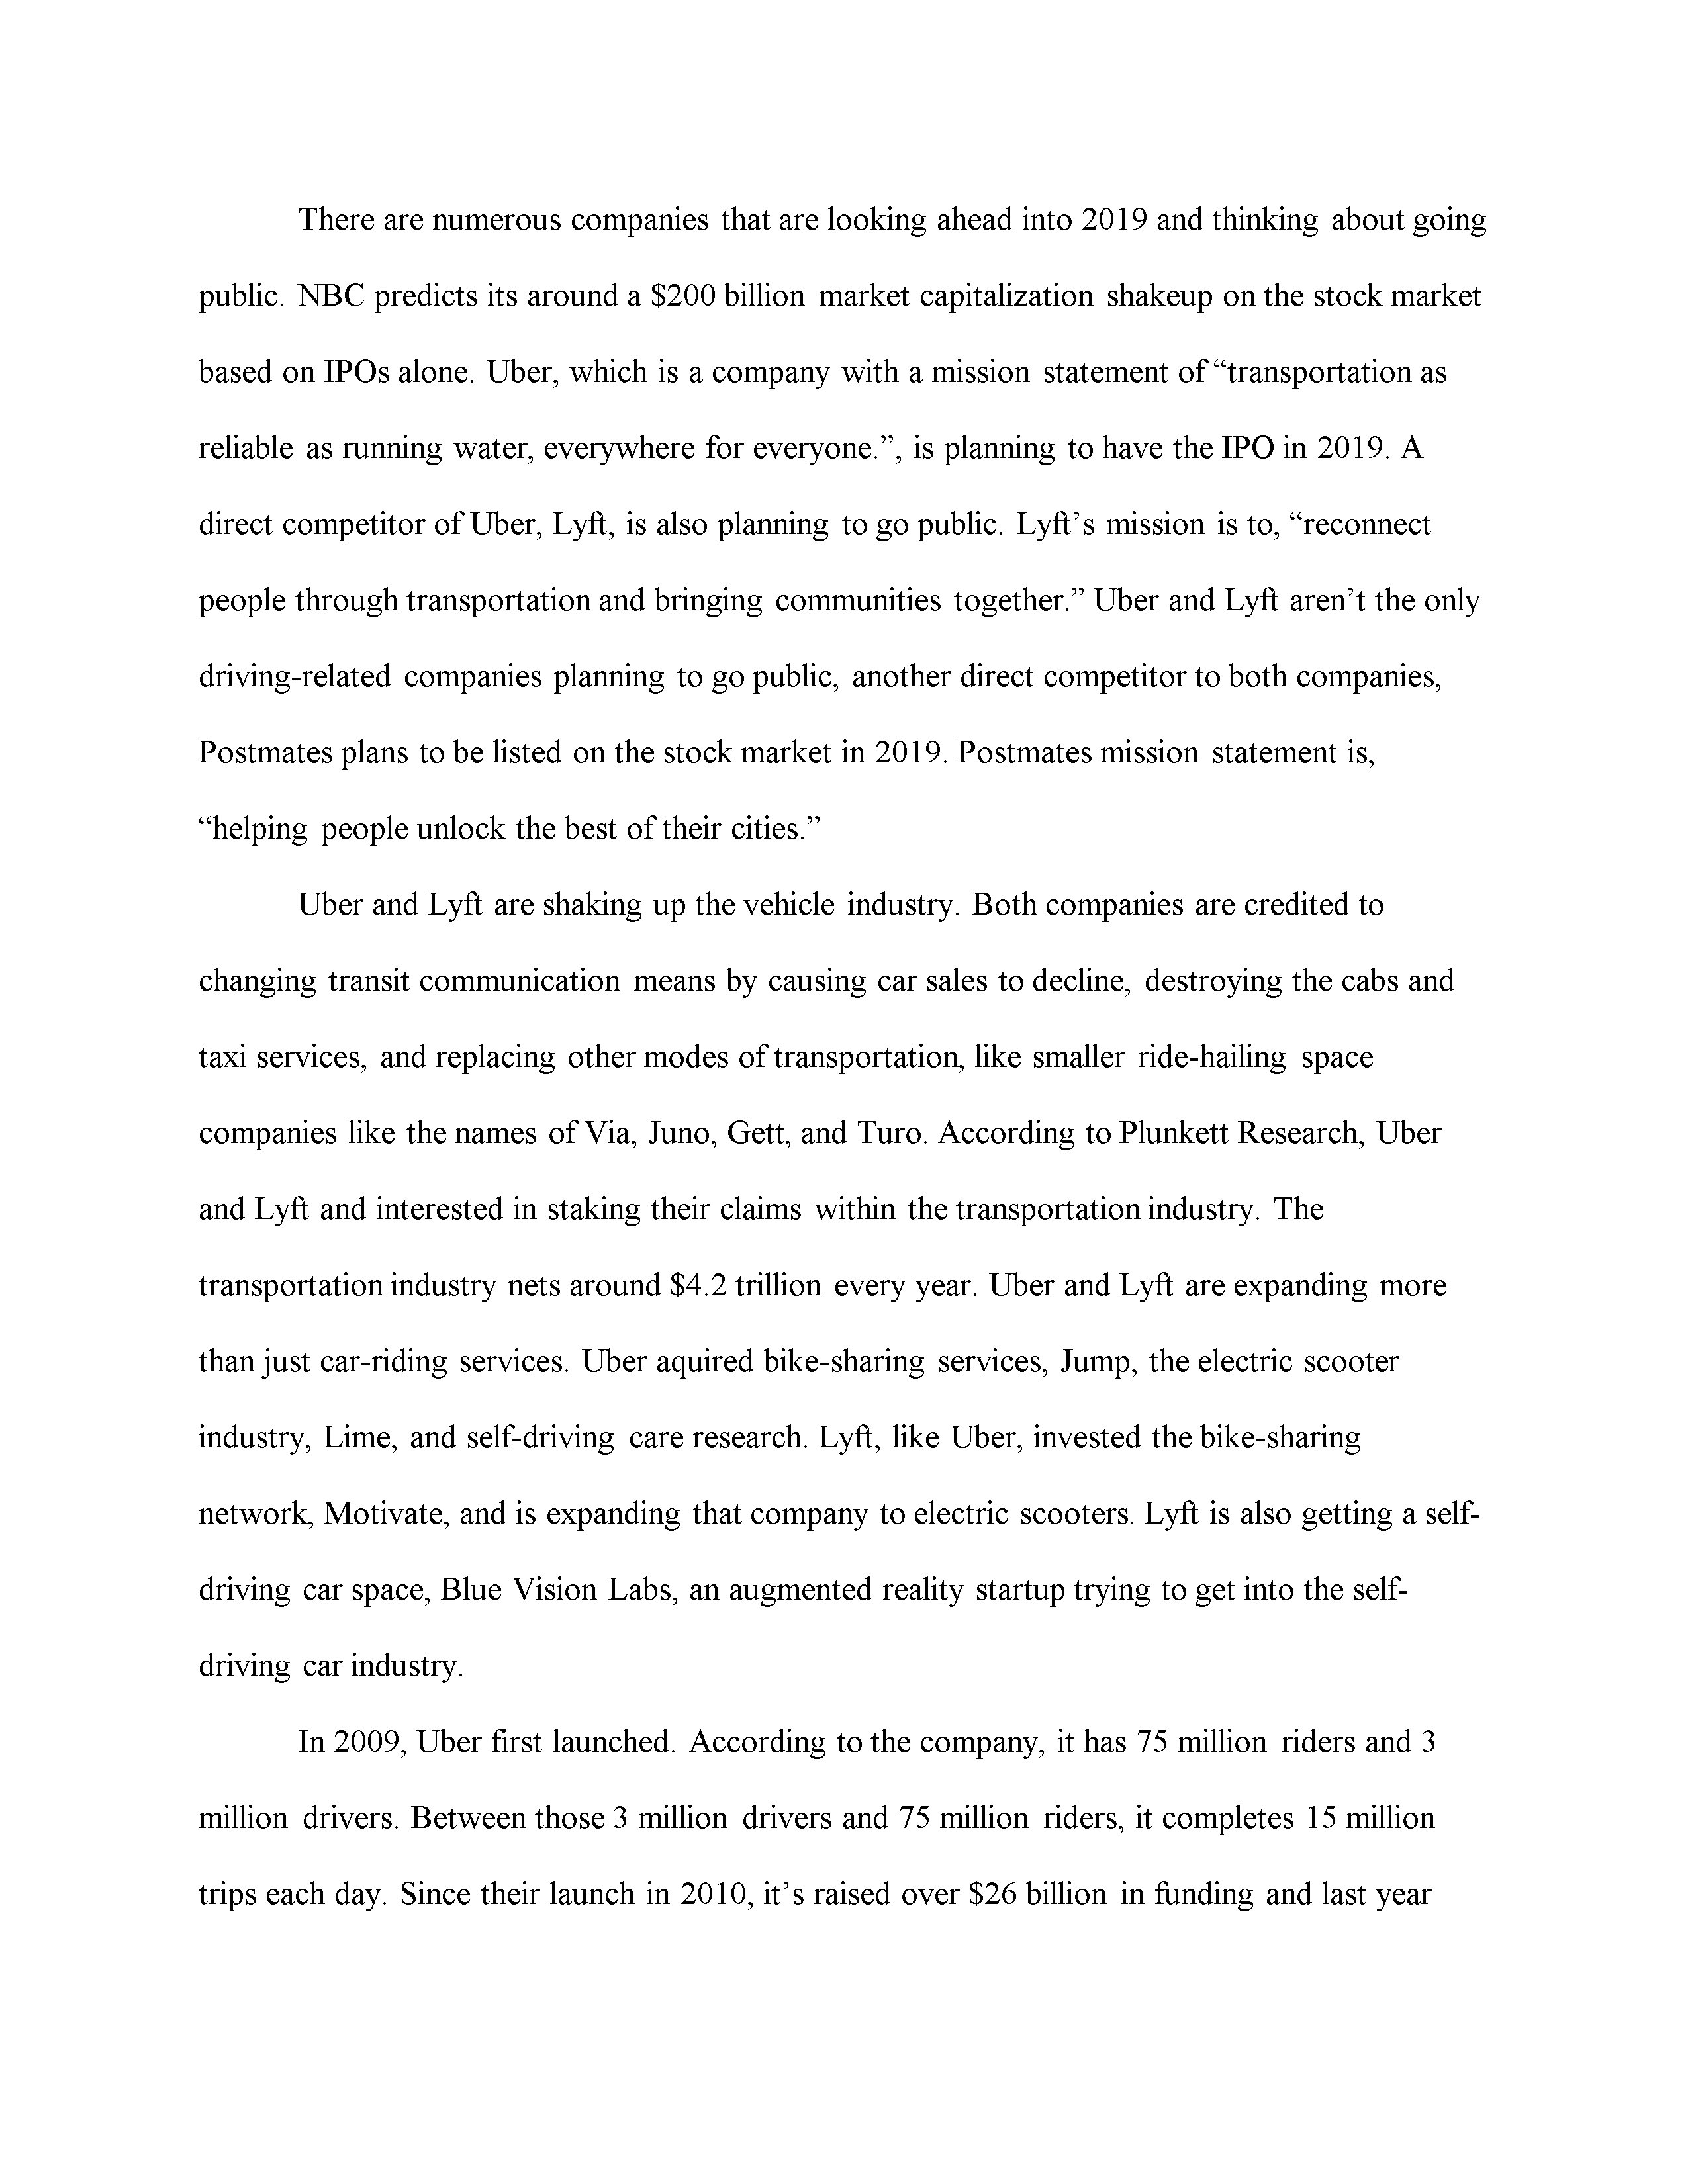 There are numerous companies that are looking ahead into 2019 and thinking about going
public. NBC predicts its around a $200 billion market capitalization shakeup on the stock market
based on IPOs alone. Uber, which is a company with a mission statement of “transportation as
reliable as running water, everywhere for everyone.”, is planning to have the IPO in 2019. A
direct competitor of Uber, Lyft, is also planning to go public. Lyft’s mission is to, “reconnect
people through transportation and bringing communities together.” Uber and Lyft aren’t the only
driving-related companies planning to go public, another direct competitor to both companies,
Postmates plans to be listed on the stock market in 2019. Postmates mission statement is,
“helping people unlock the best of their cities.”
Uber and Lyft are shaking up the vehicle industry. Both companies are credited to
changing transit communication means by causing car sales to decline, destroying the cabs and
taxi services, and replacing other modes of transportation, like smaller ride-hailing space
companies like the names of Via, Juno, Gett, and Turo. According to Plunkett Research, Uber
and Lyft and interested in staking their claims within the transportation industry. The
transportation industry nets around $4.2 trillion every year. Uber and Lyft are expanding more
than just car-riding services. Uber aquired bike-sharing services, Jump, the electric scooter
industry, Lime, and self-driving care research. Lyft, like Uber, invested the bike-sharing
network, Motivate, and is expanding that company to electric scooters. Lyft is also getting a self-
driving car space, Blue Vision Labs, an augmented reality startup trying to get into the self-
driving car industry.
In 2009, Uber first launched. According to the company, it has 75 million riders and 3
million drivers. Between those 3 million drivers and 75 million riders, it completes 15 million
trips each day. Since their launch in 2010, it’s raised over $26 billion in funding and last year